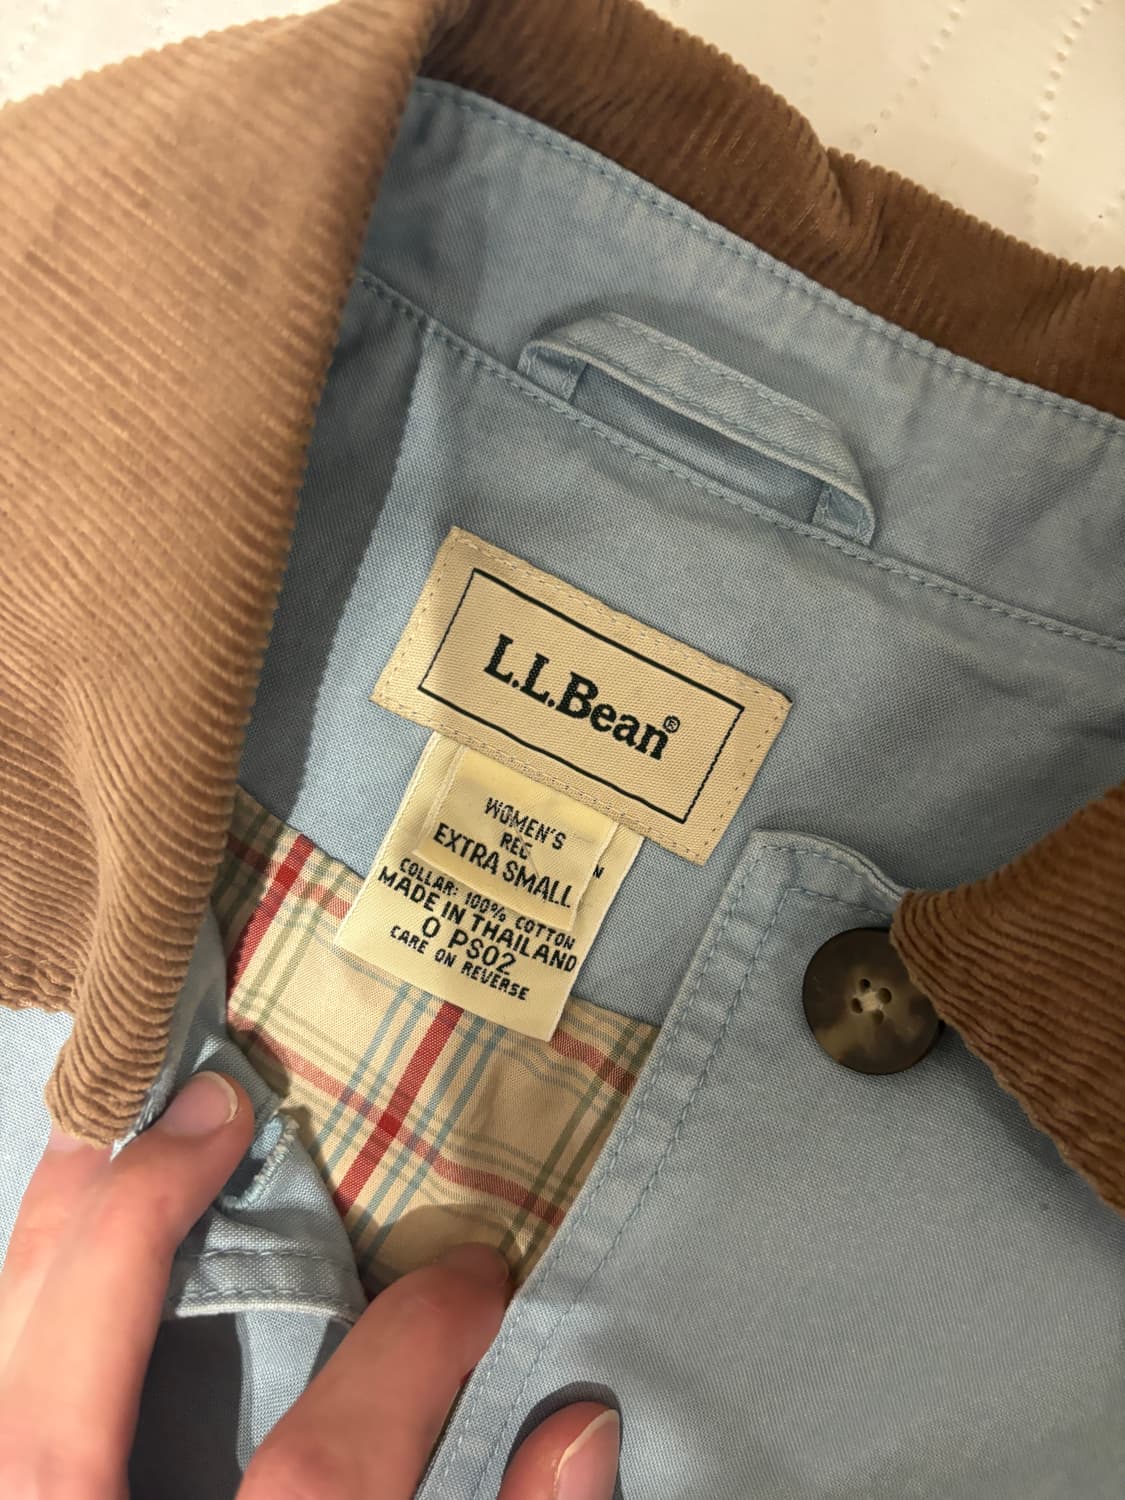 L.L.Bean®
WOMEN'S
REG
EXTRA SMALL
N
COLLAR: 100% COTTON
MADE IN THAILAND
0 PS02
CARE ON REVERSE